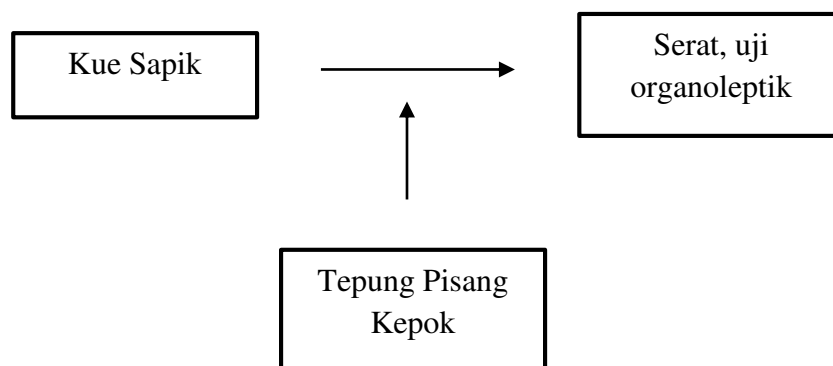 Kue Sapik
Serat, uji
organoleptik
Tepung Pisang
Kepok